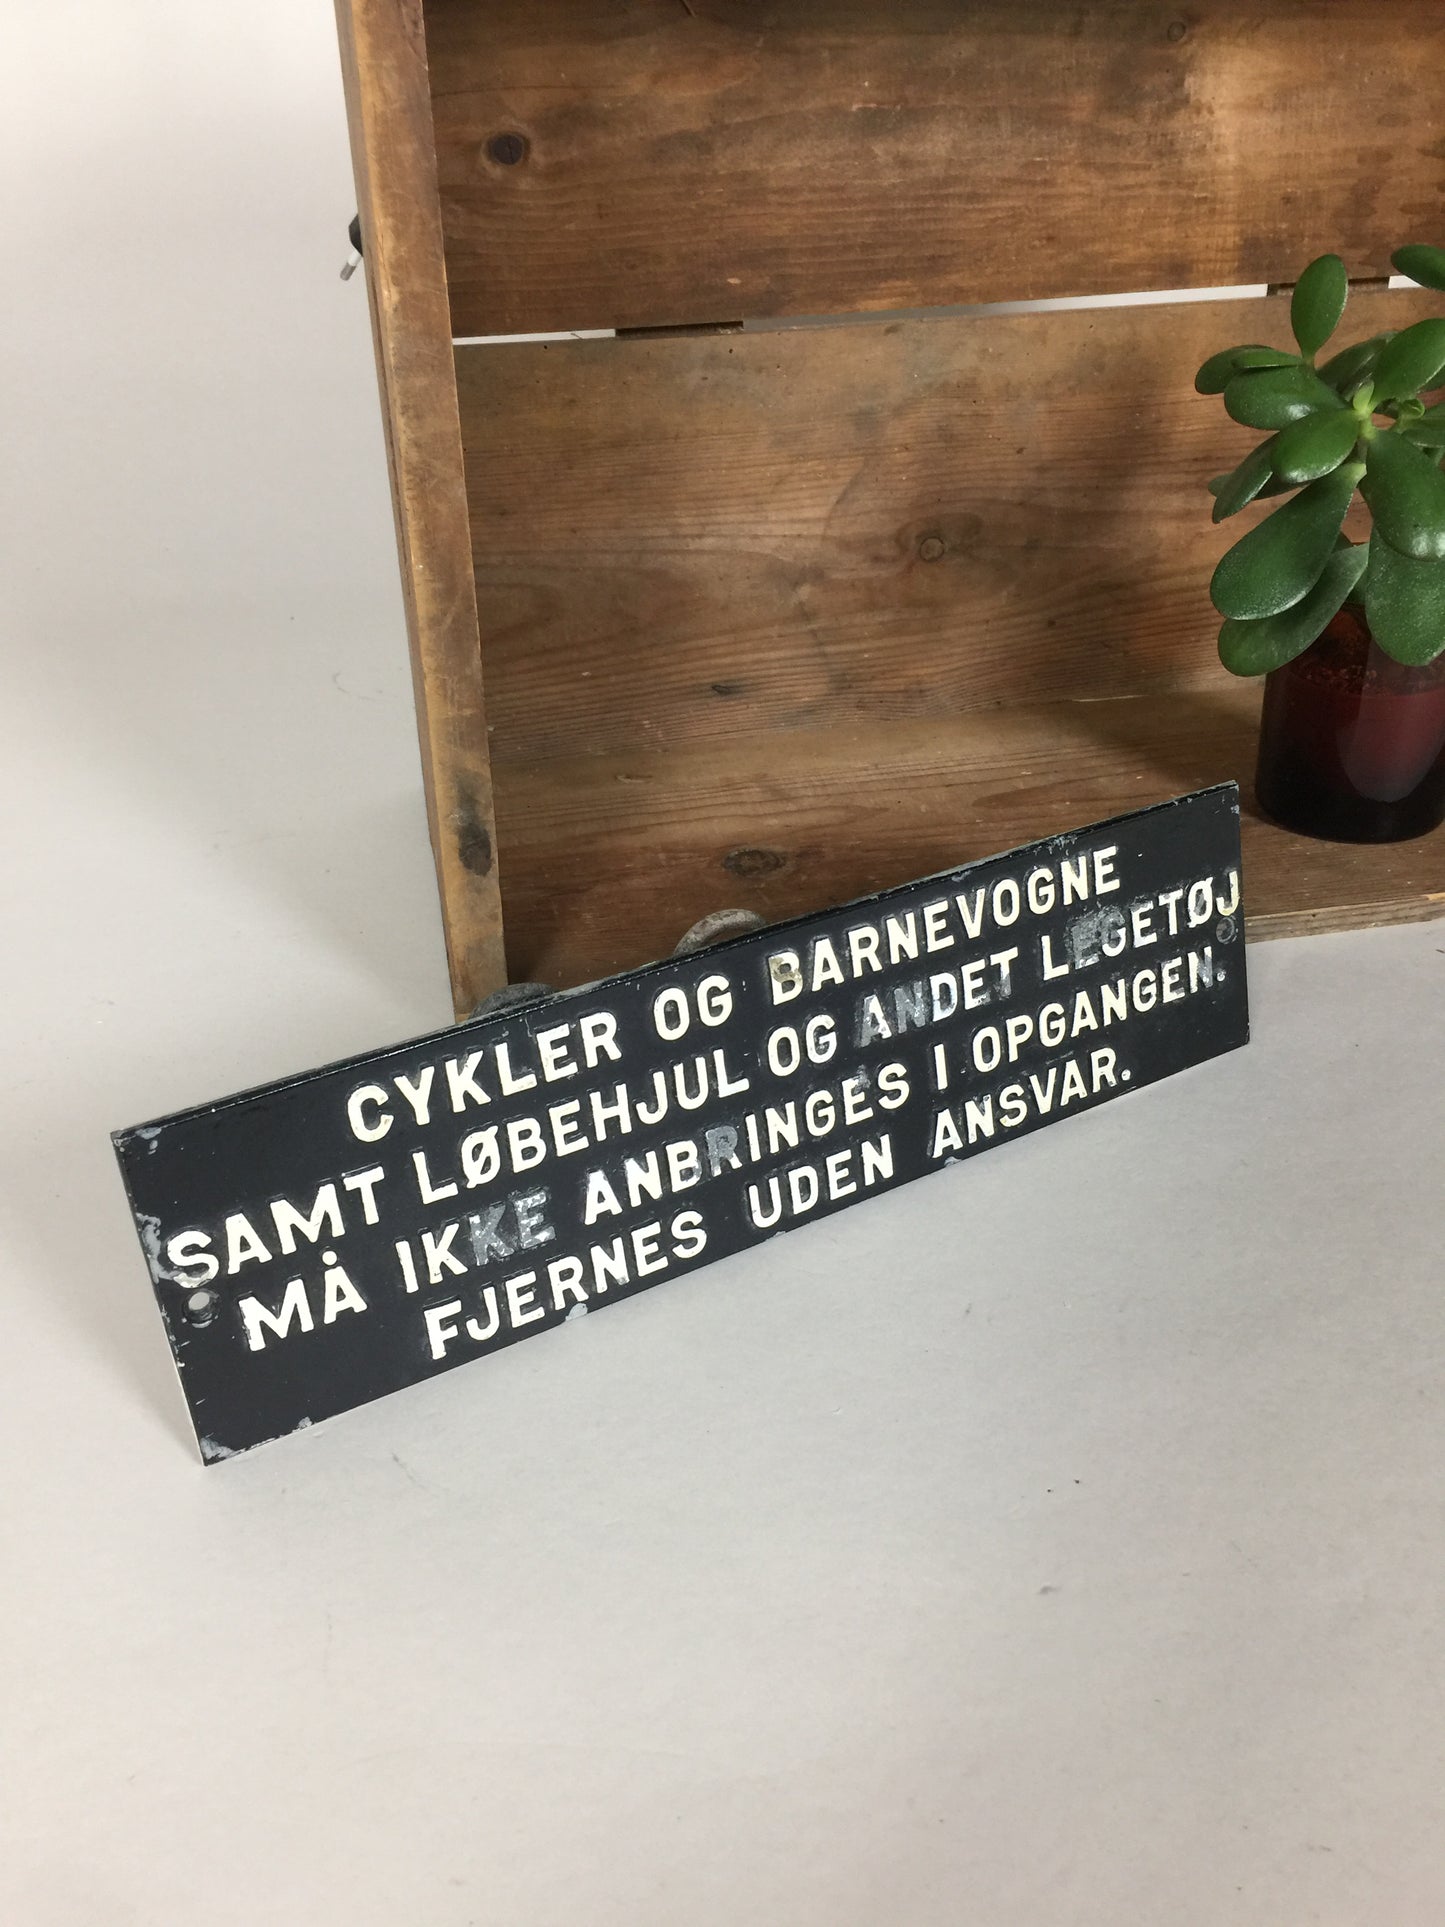 CYKLER OG BARNEVOGNE
SAMT LØBEHJUL OG ANDET LEGETØJ
MÅ IKKE ANBRINGES I OPGANGEN.
FJERNES UDEN ANSVAR.